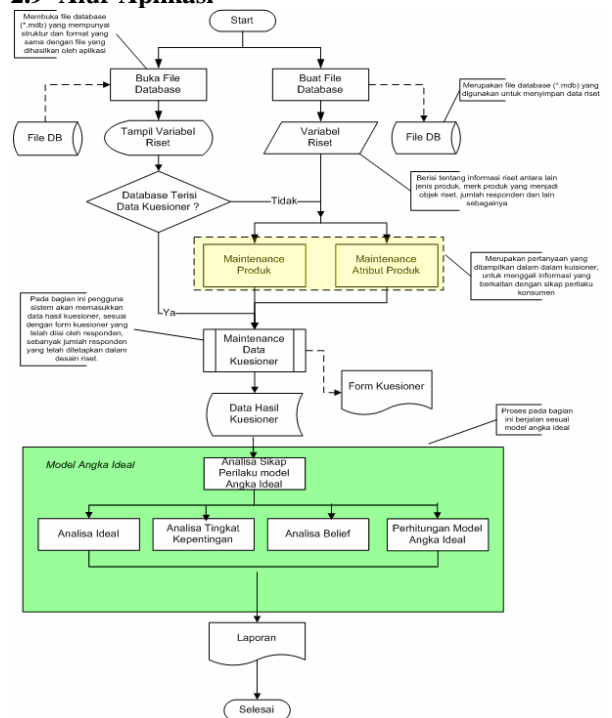 2.9 Alur Aplikasi
Membuka file database
(*.mdb) yang mempunyai
struktur dan format yang
sama dengan file yang
dihasilkan oleh aplikasi
Start
Buka File
Database
Buat File
Database
Merupakan file database (*.mdb) yang
digunakan untuk menyimpan data riset
File DB
Tampil Variabel
Riset
Variabel
Riset
File DB
Berisi tentang informasi riset antara lain
jenis produk, merk produk yang menjadi
objek riset, jumlah responden dan lain
sebagainya
Database Terisi
Data Kuesioner ?
Tidak
Maintenance
Produk
Maintenance
Atribut Produk
Merupakan pertanyaan yang
ditampilkan dalam dalam kuisioner,
untuk menggali informasi yang
berkaitan dengan sikap perilaku
konsumen
Pada bagian ini pengguna
sistem akan memasukkan
data hasil kuesioner, sesuai
dengan form kuesioner yang
telah diisi oleh responden,
sebanyak jumlah responden
yang telah ditetapkan dalam
desain riset.
Ya
Maintenance
Data
Kuesioner
Form Kuesioner
Data Hasil
Kuesioner
Proses pada bagian
ini berjalan sesuai
model angka ideal
Model Angka Ideal
Analisa Sikap
Perilaku model
Angka Ideal
Analisa Ideal
Analisa Tingkat
Kepentingan
Analisa Belief
Perhitungan Model
Angka Ideal
Laporan
Selesai